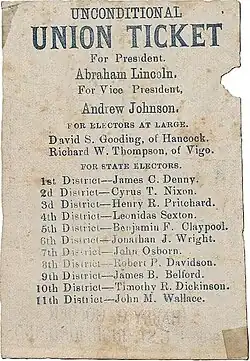 UNCONDITIONAL
UNION TICKET
For President.
Abraham Lincoln.
For Vice President,
Andrew Johnson.
FOR ELECTORS AT LARGE.
David S. Gooding, of Hancock.
Richard W. Thompson, of Vigo.
FOR STATE ELECTORS.
1st District—James C. Denny.
2d District—Cyrus T. Nixon.
3d District—Henry R. Pritchard.
4th District—Leonidas Sexton.
5th District—Benjamin F. Claypool.
6th District—Jonathan J. Wright.
7th District—John Osborn.
8th District—Robert P. Davidson.
9th District—James B. Belford.
10th District—Timothy R. Dickinson.
11th District—John M. Wallace.